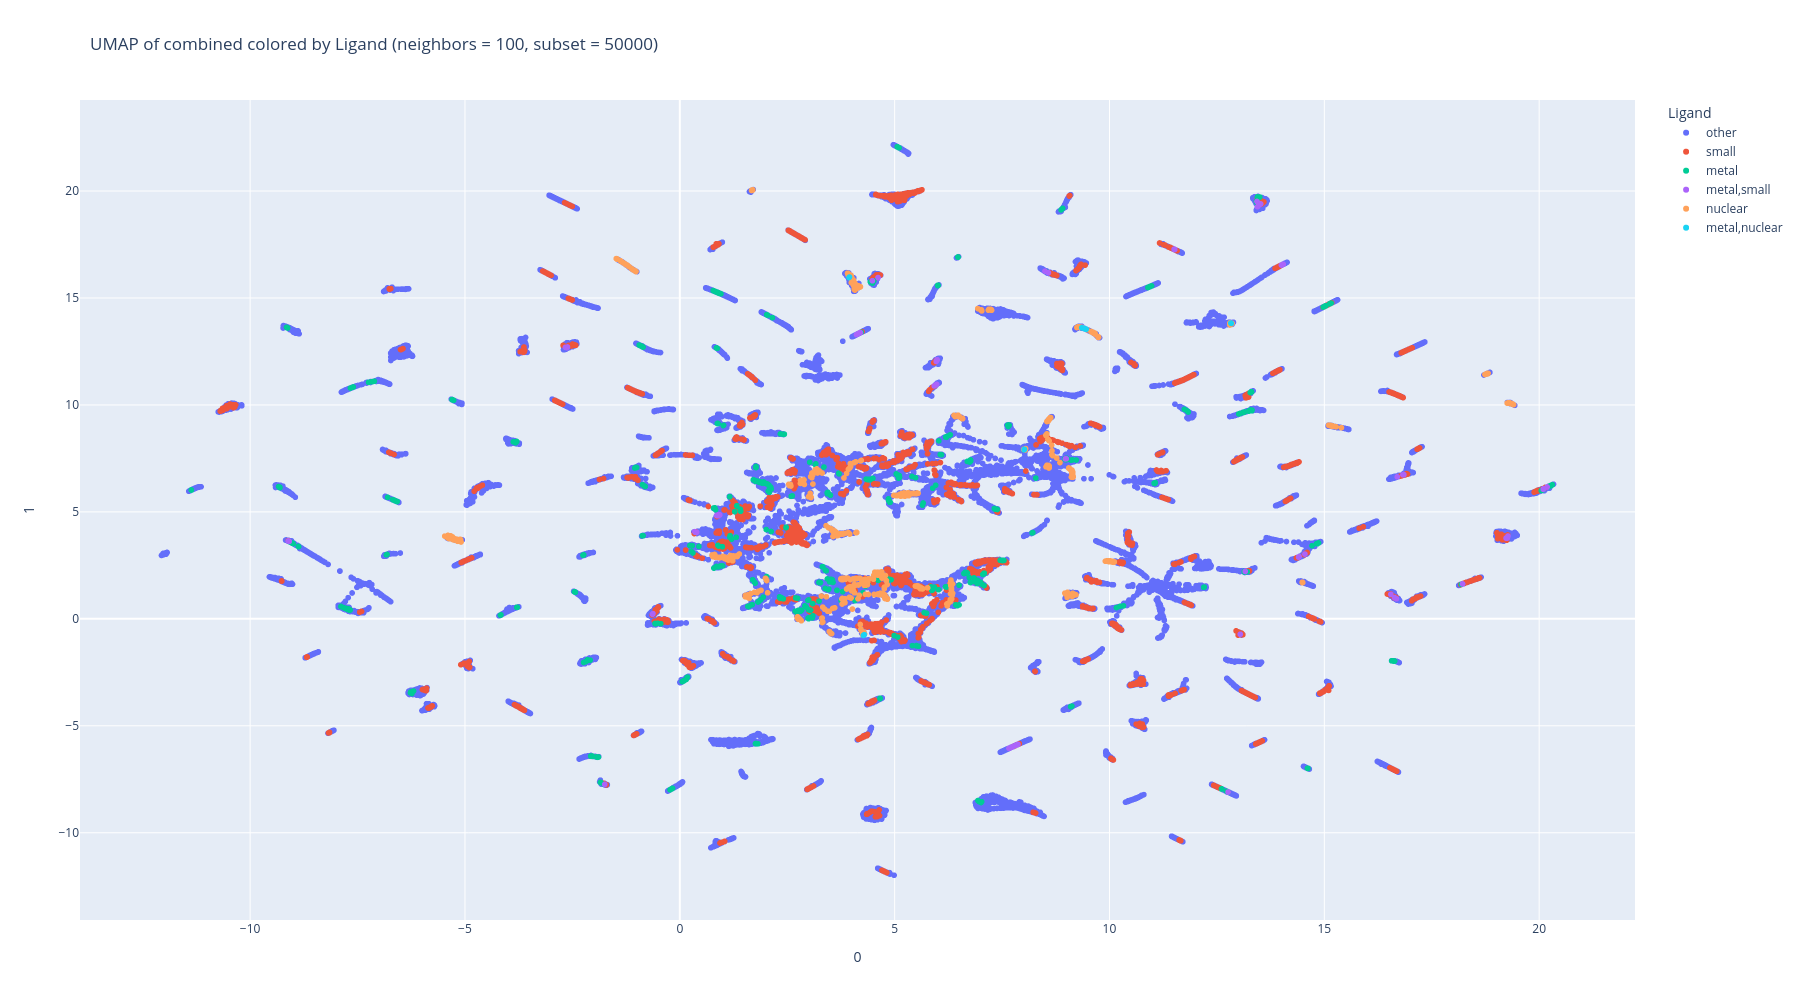 UMAP of combined colored by Ligand (neighbors = 100, subset = 50000)
Ligand
other
small
metal
metal,small
nuclear
metal,nuclear
20
15
10
5
0
−5
−10
1
−10
−5
0
5
10
15
20
0